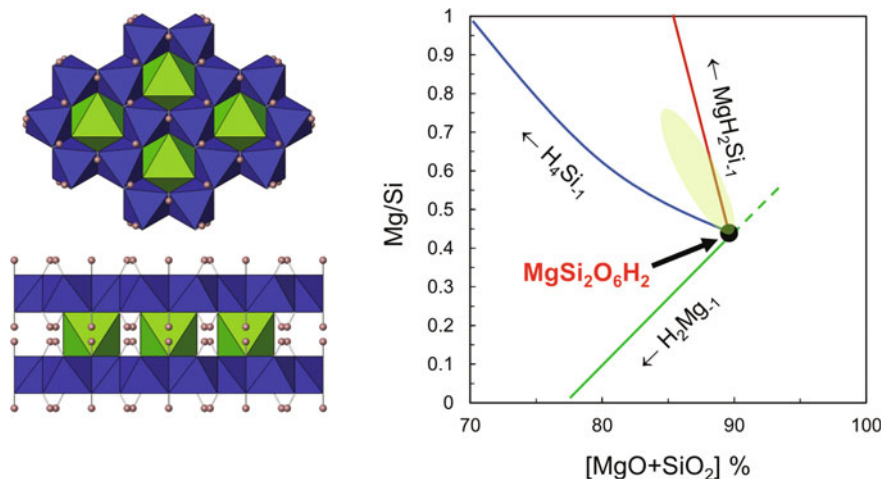 1
0.9
0.8
0.7
0.6
0.5
0.4
0.3
0.2
0.1
0
Mg/Si
← MgH₂Si₋₁
← H₄Si₋₁
MgSi₂O₆H₂
← H₂Mg₋₁
70 80 90 100
[MgO+SiO₂] %